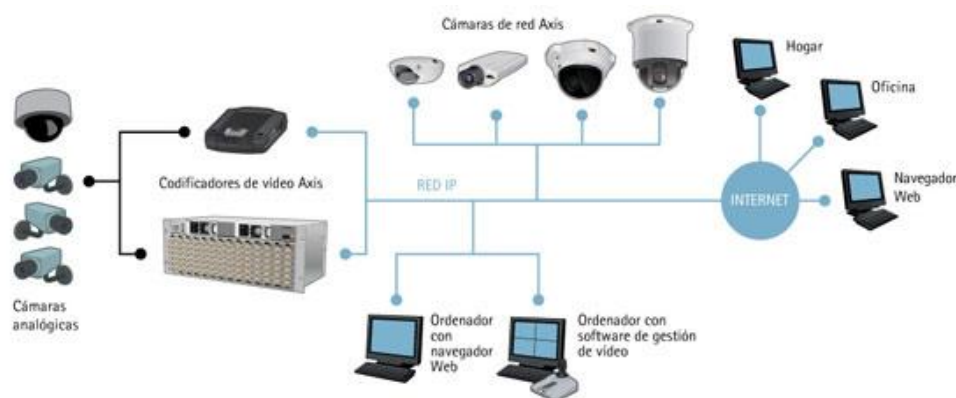 Cámaras de red Axis
Hogar
Oficina
Codificadores de vídeo Axis
RED IP
INTERNET
Navegador
Web
Cámaras
analógicas
Ordenador
con
navegador
Web
Ordenador con
software de gestión
de vídeo